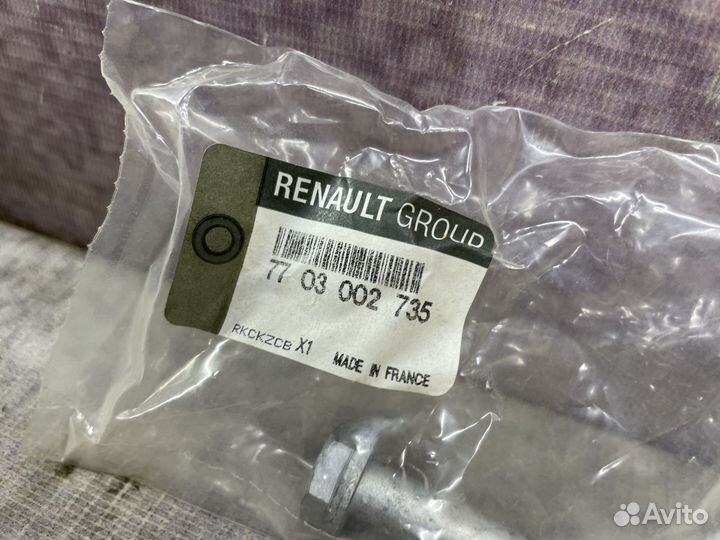 RENAULT GROUP
77 03 002 735
RKCKZCB X1
MADE IN FRANCE
Avito